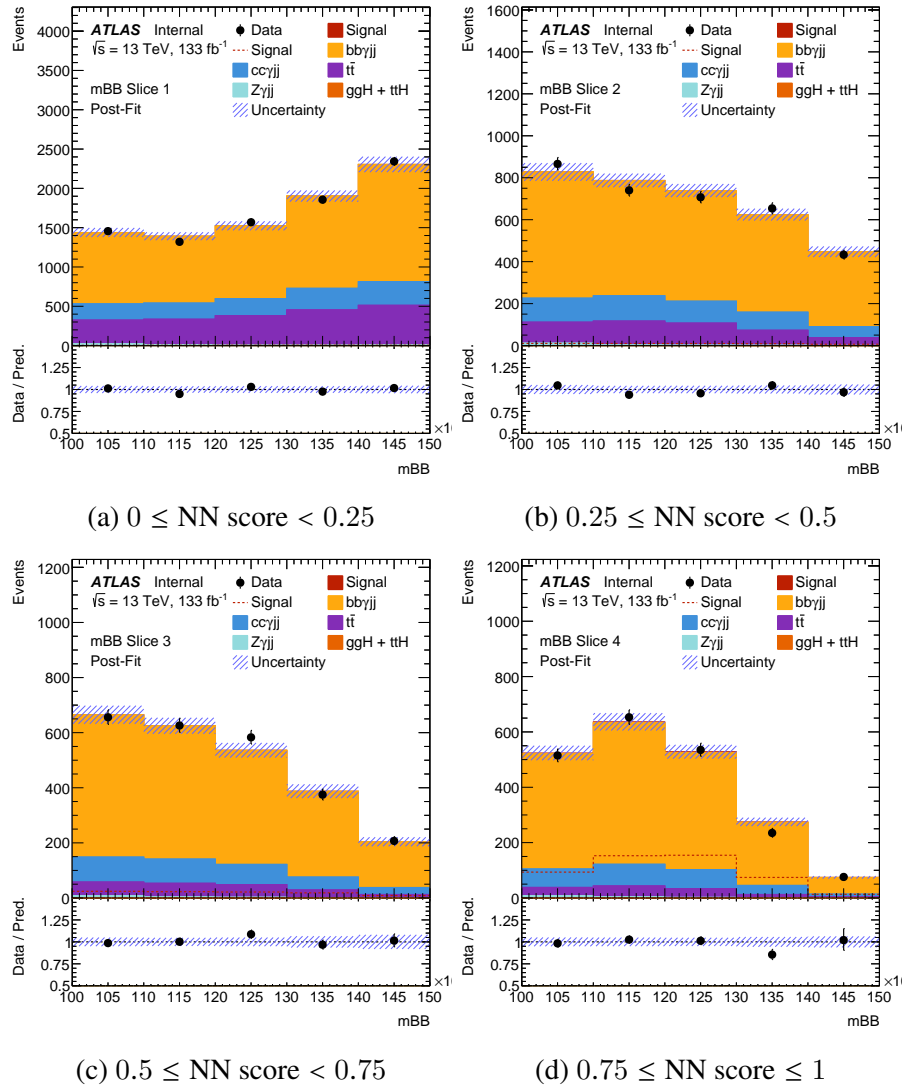 Events
4000
3500
3000
2500
2000
1500
1000
500
0
ATLAS Internal
√s = 13 TeV, 133 fb⁻¹
mBB Slice 1
Post-Fit
Data
Signal
Signal
bbγjj
ccγjj
tt̄
Zγjj
ggH + ttH
Uncertainty
Data / Pred.
1.25
1
0.75
0.5
100 105 110 115 120 125 130 135 140 145 150
mBB
(a) 0 ≤ NN score < 0.25
Events
1600
1400
1200
1000
800
600
400
200
0
ATLAS Internal
√s = 13 TeV, 133 fb⁻¹
mBB Slice 2
Post-Fit
Data
Signal
Signal
bbγjj
ccγjj
tt̄
Zγjj
ggH + ttH
Uncertainty
Data / Pred.
1.25
1
0.75
0.5
100 105 110 115 120 125 130 135 140 145 150
mBB
(b) 0.25 ≤ NN score < 0.5
Events
1200
1000
800
600
400
200
0
ATLAS Internal
√s = 13 TeV, 133 fb⁻¹
mBB Slice 3
Post-Fit
Data
Signal
Signal
bbγjj
ccγjj
tt̄
Zγjj
ggH + ttH
Uncertainty
Data / Pred.
1.25
1
0.75
0.5
100 105 110 115 120 125 130 135 140 145 150
mBB
(c) 0.5 ≤ NN score < 0.75
Events
1200
1000
800
600
400
200
0
ATLAS Internal
√s = 13 TeV, 133 fb⁻¹
mBB Slice 4
Post-Fit
Data
Signal
Signal
bbγjj
ccγjj
tt̄
Zγjj
ggH + ttH
Uncertainty
Data / Pred.
1.25
1
0.75
0.5
100 105 110 115 120 125 130 135 140 145 150
mBB
(d) 0.75 ≤ NN score ≤ 1